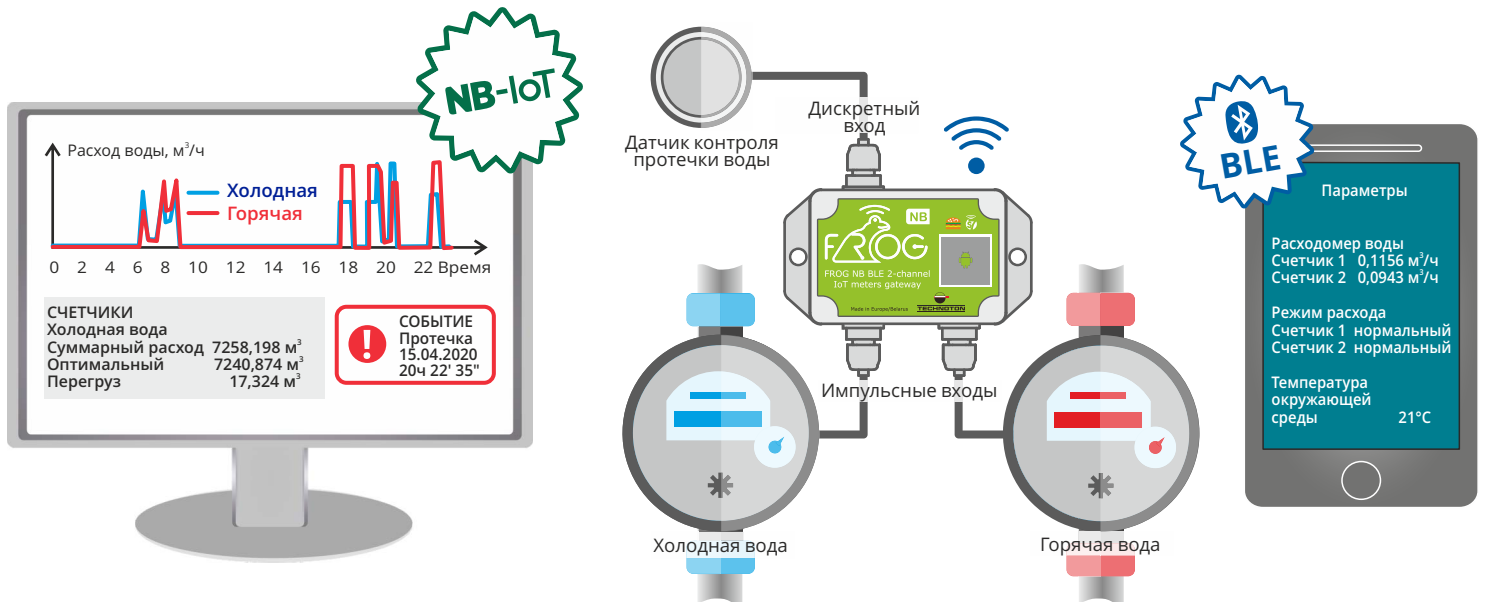 NB-IoT
Расход воды, м³/ч
Холодная
Горячая
0 2 4 6 8 10 12 14 16 18 20 22 Время
СЧЕТЧИКИ
Холодная вода
Суммарный расход 7258,198 м³
Оптимальный 7240,874 м³
Перегруз 17,324 м³
СОБЫТИЕ
Протечка
15.04.2020
20ч 22' 35"
Датчик контроля
протечки воды
Дискретный
вход
NB
FROG
FROG NB BLE 2-channel
IoT meters gateway
Made in Europe/Belarus
TECHNOTON
Импульсные входы
Холодная вода
Горячая вода
BLE
Параметры
Расходомер воды
Счетчик 1 0,1156 м³/ч
Счетчик 2 0,0943 м³/ч
Режим расхода
Счетчик 1 нормальный
Счетчик 2 нормальный
Температура
окружающей
среды 21°C